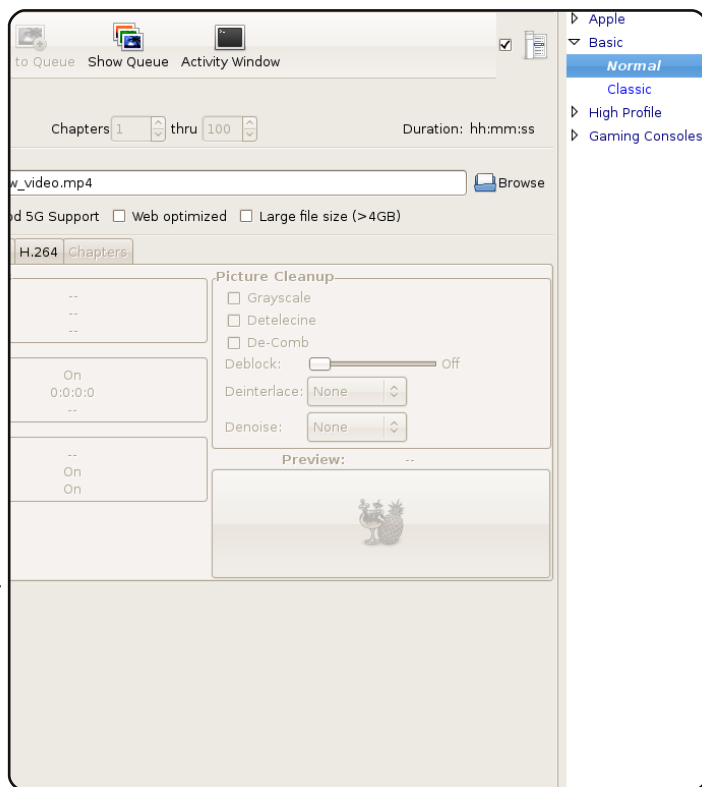 to Queue Show Queue Activity Window
Chapters 1 thru 100 Duration: hh:mm:ss
w_video.mp4 Browse
od 5G Support Web optimized Large file size (>4GB)
H.264 Chapters
--
--
--
On
0:0:0:0
--
--
On
On
Picture Cleanup
Grayscale
Detelecine
De-Comb
Deblock: Off
Deinterlace: None
Denoise: None
Preview: --
Apple
Basic
Normal
Classic
High Profile
Gaming Consoles